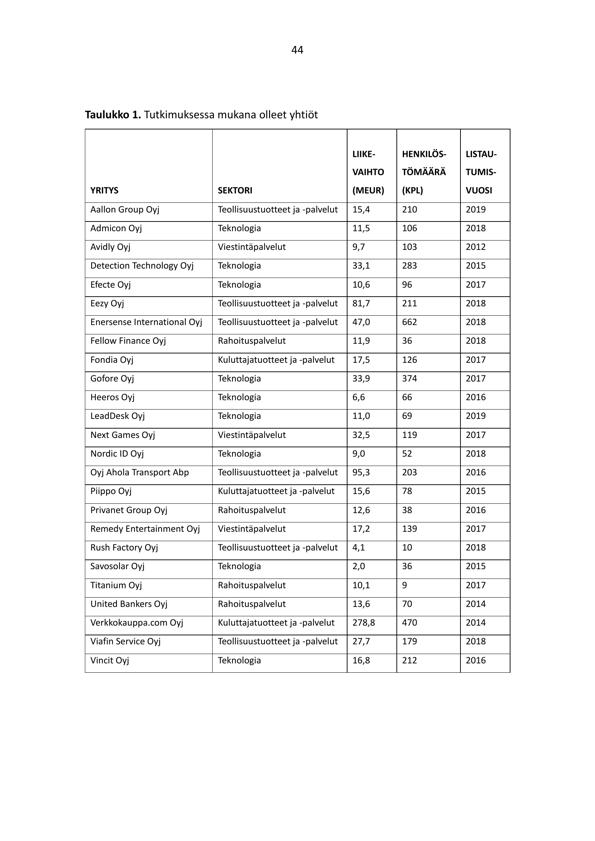 44
Taulukko 1. Tutkimuksessa mukana olleet yhtiöt
YRITYS SEKTORI LIIKE-VAIHTO (MEUR) HENKILÖS-TÖMÄÄRÄ (KPL) LISTAU-TUMIS-VUOSI
Aallon Group Oyj Teollisuustuotteet ja -palvelut 15,4 210 2019
Admicon Oyj Teknologia 11,5 106 2018
Avidly Oyj Viestintäpalvelut 9,7 103 2012
Detection Technology Oyj Teknologia 33,1 283 2015
Efecte Oyj Teknologia 10,6 96 2017
Eezy Oyj Teollisuustuotteet ja -palvelut 81,7 211 2018
Enersense International Oyj Teollisuustuotteet ja -palvelut 47,0 662 2018
Fellow Finance Oyj Rahoituspalvelut 11,9 36 2018
Fondia Oyj Kuluttajatuotteet ja -palvelut 17,5 126 2017
Gofore Oyj Teknologia 33,9 374 2017
Heeros Oyj Teknologia 6,6 66 2016
LeadDesk Oyj Teknologia 11,0 69 2019
Next Games Oyj Viestintäpalvelut 32,5 119 2017
Nordic ID Oyj Teknologia 9,0 52 2018
Oyj Ahola Transport Abp Teollisuustuotteet ja -palvelut 95,3 203 2016
Piippo Oyj Kuluttajatuotteet ja -palvelut 15,6 78 2015
Privanet Group Oyj Rahoituspalvelut 12,6 38 2016
Remedy Entertainment Oyj Viestintäpalvelut 17,2 139 2017
Rush Factory Oyj Teollisuustuotteet ja -palvelut 4,1 10 2018
Savosolar Oyj Teknologia 2,0 36 2015
Titanium Oyj Rahoituspalvelut 10,1 9 2017
United Bankers Oyj Rahoituspalvelut 13,6 70 2014
Verkkokauppa.com Oyj Kuluttajatuotteet ja -palvelut 278,8 470 2014
Viafin Service Oyj Teollisuustuotteet ja -palvelut 27,7 179 2018
Vincit Oyj Teknologia 16,8 212 2016